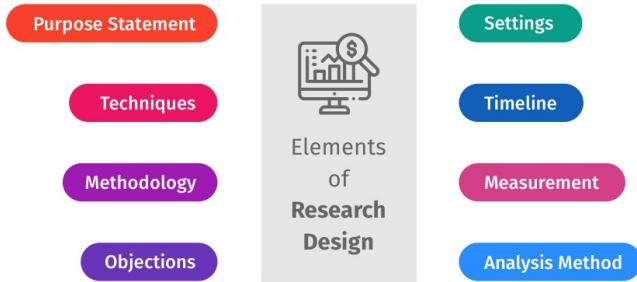 Purpose Statement
Techniques
Methodology
Objections
$
Elements
of
Research
Design
Settings
Timeline
Measurement
Analysis Method